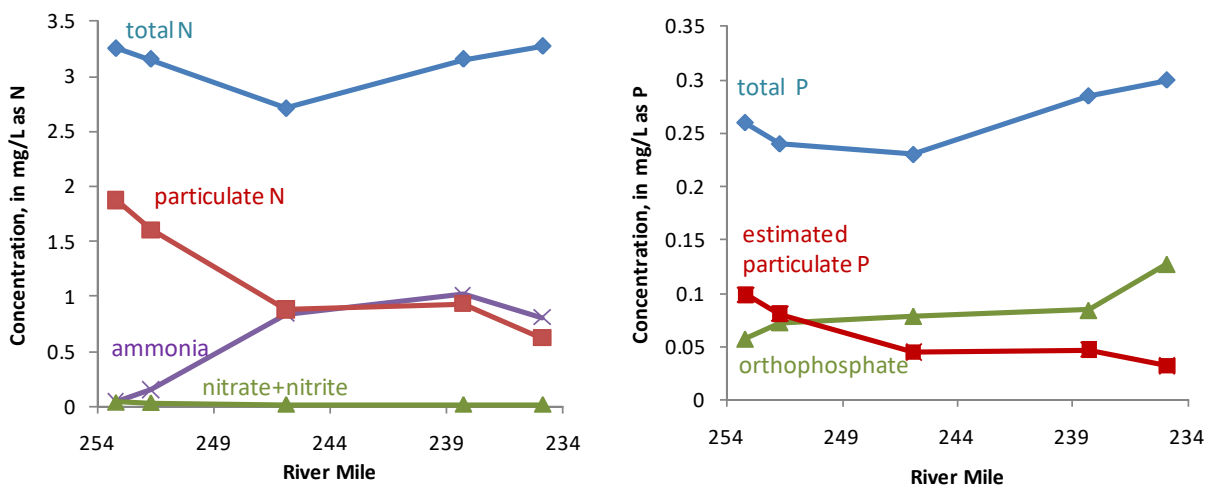 Concentration, in mg/L as N
3.5
3
2.5
2
1.5
1
0.5
0
total N
particulate N
ammonia
nitrate+nitrite
254
249
244
239
234
River Mile
Concentration, in mg/L as P
0.35
0.3
0.25
0.2
0.15
0.1
0.05
0
total P
estimated
particulate P
orthophosphate
254
249
244
239
234
River Mile